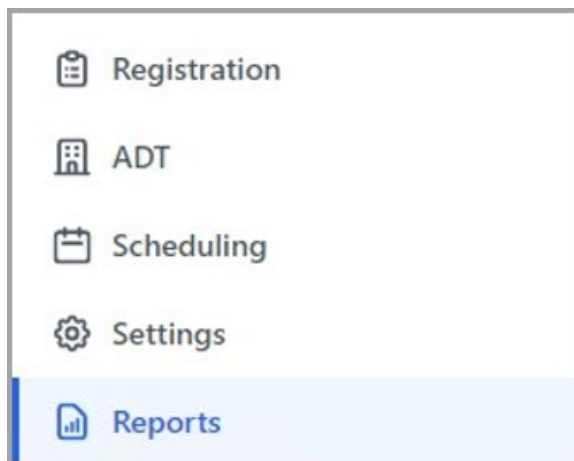 Registration
ADT
Scheduling
Settings
Reports